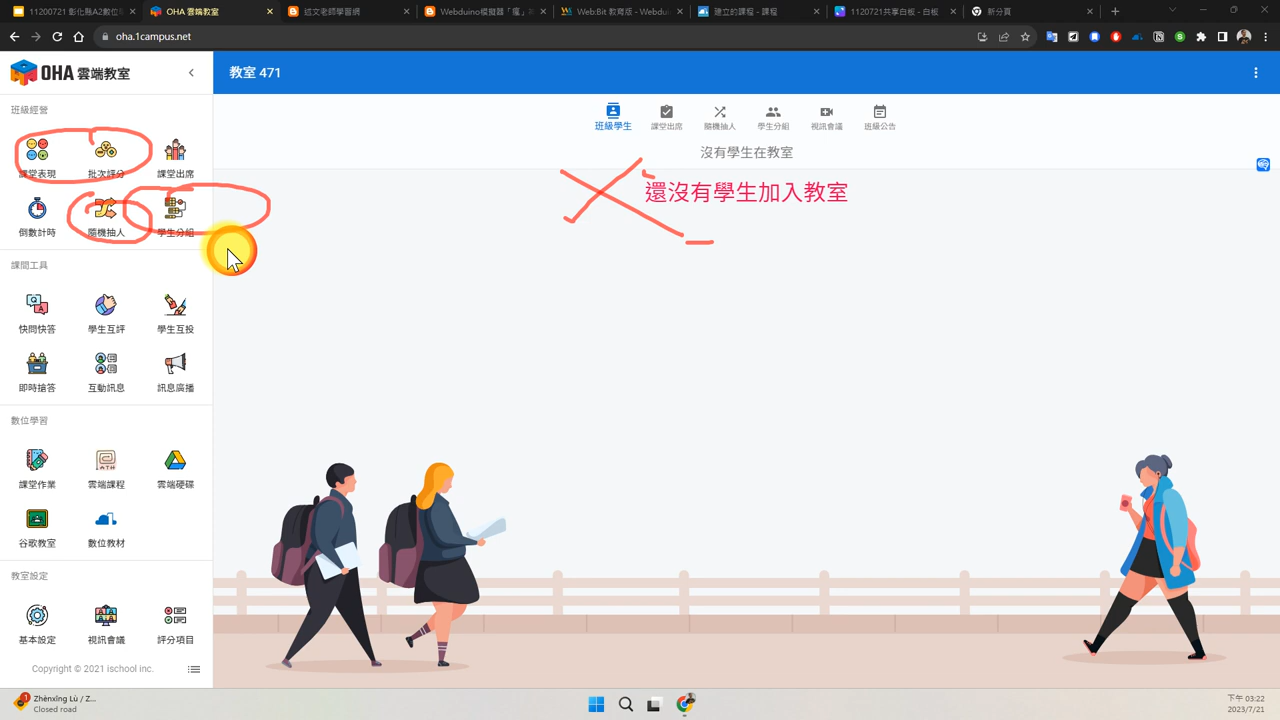 11200721 彰化縣A2數位
OHA 雲端教室
述文老師學習網
Webduino模擬器「瘋」
Web:Bit 教育版 - Webdui
建立的課程 - 課程
1120721共享白板 - 白板
新分頁
oha.1campus.net
OHA 雲端教室
教室 471
班級經營
課堂表現
批次評分
課堂出席
倒數計時
隨機抽人
學生分組
班級學生
課堂出席
隨機抽人
學生分組
視訊會議
班級公告
沒有學生在教室
還沒有學生加入教室
課間工具
快問快答
學生互評
學生互投
即時搶答
互動訊息
訊息廣播
數位學習
課堂作業
雲端課程
雲端硬碟
谷歌教室
數位教材
教室設定
基本設定
視訊會議
評分項目
Copyright © 2021 ischool inc.
Zhènxīng Lù / Z...
Closed road
下午 03:22
2023/7/21